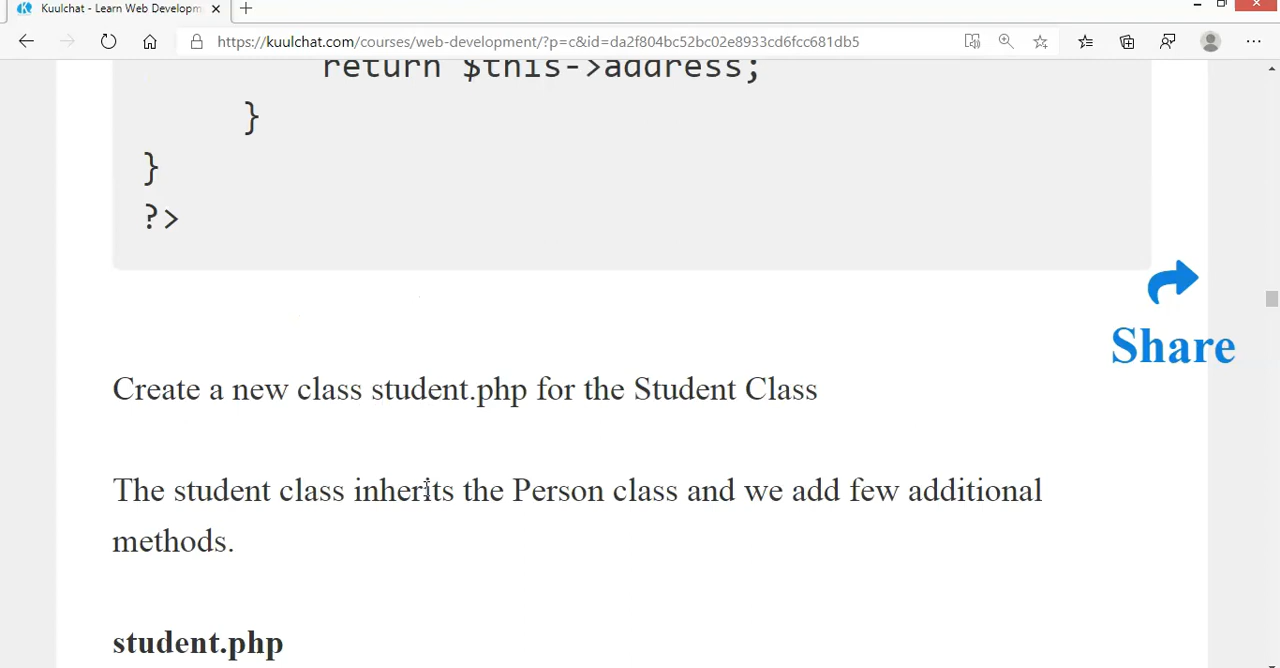 Kuulchat - Learn Web Developm
https://kuulchat.com/courses/web-development/?p=c&id=da2f804bc52bc02e8933cd6fcc681db5
return $this->address;
}
}
?>
Share
Create a new class student.php for the Student Class
The student class inherits the Person class and we add few additional
methods.
student.php